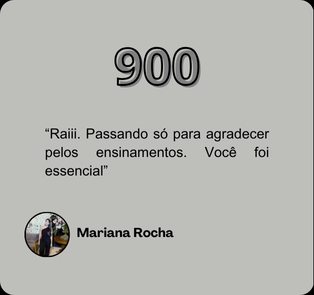 900
“Raiii. Passando só para agradecer
pelos ensinamentos. Você foi
essencial”
Mariana Rocha